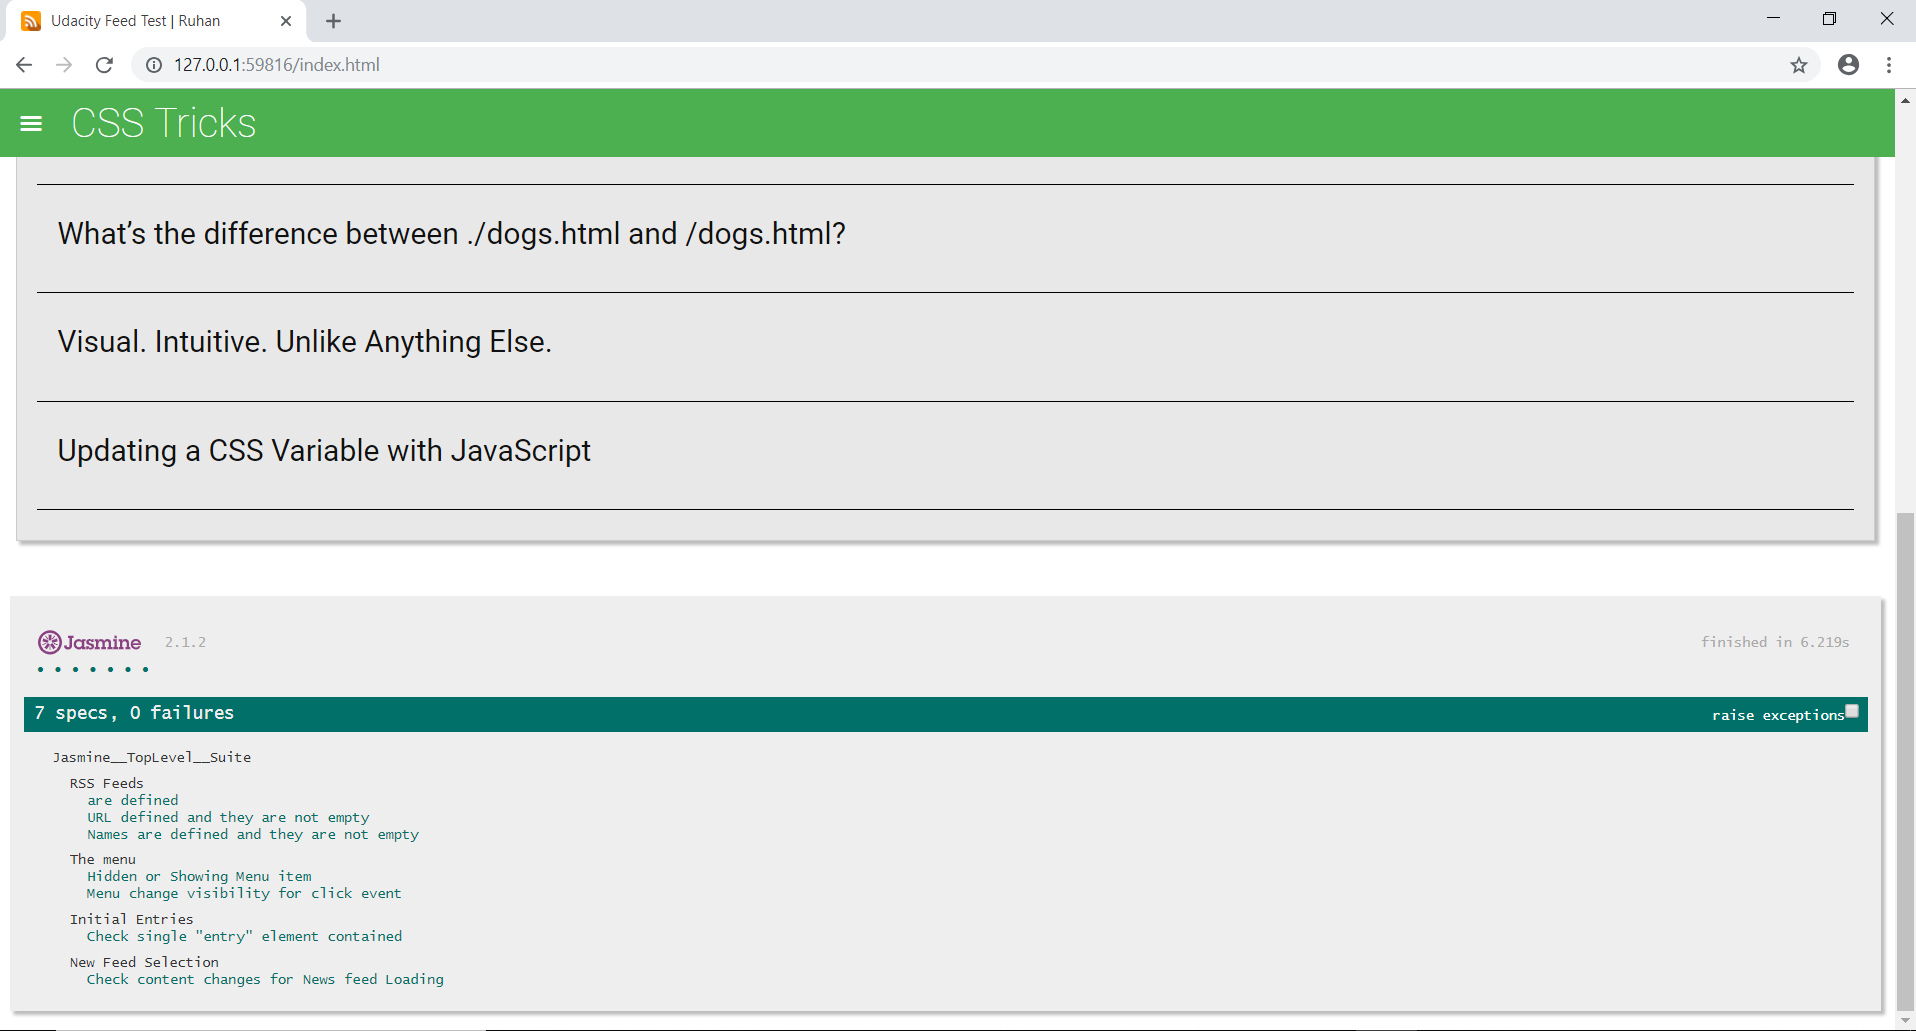 Udacity Feed Test | Ruhan
127.0.0.1:59816/index.html
CSS Tricks
What’s the difference between ./dogs.html and /dogs.html?
Visual. Intuitive. Unlike Anything Else.
Updating a CSS Variable with JavaScript
Jasmine 2.1.2 finished in 6.219s
7 specs, 0 failures raise exceptions
Jasmine__TopLevel__Suite
RSS Feeds
are defined
URL defined and they are not empty
Names are defined and they are not empty
The menu
Hidden or Showing Menu item
Menu change visibility for click event
Initial Entries
Check single "entry" element contained
New Feed Selection
Check content changes for News feed Loading